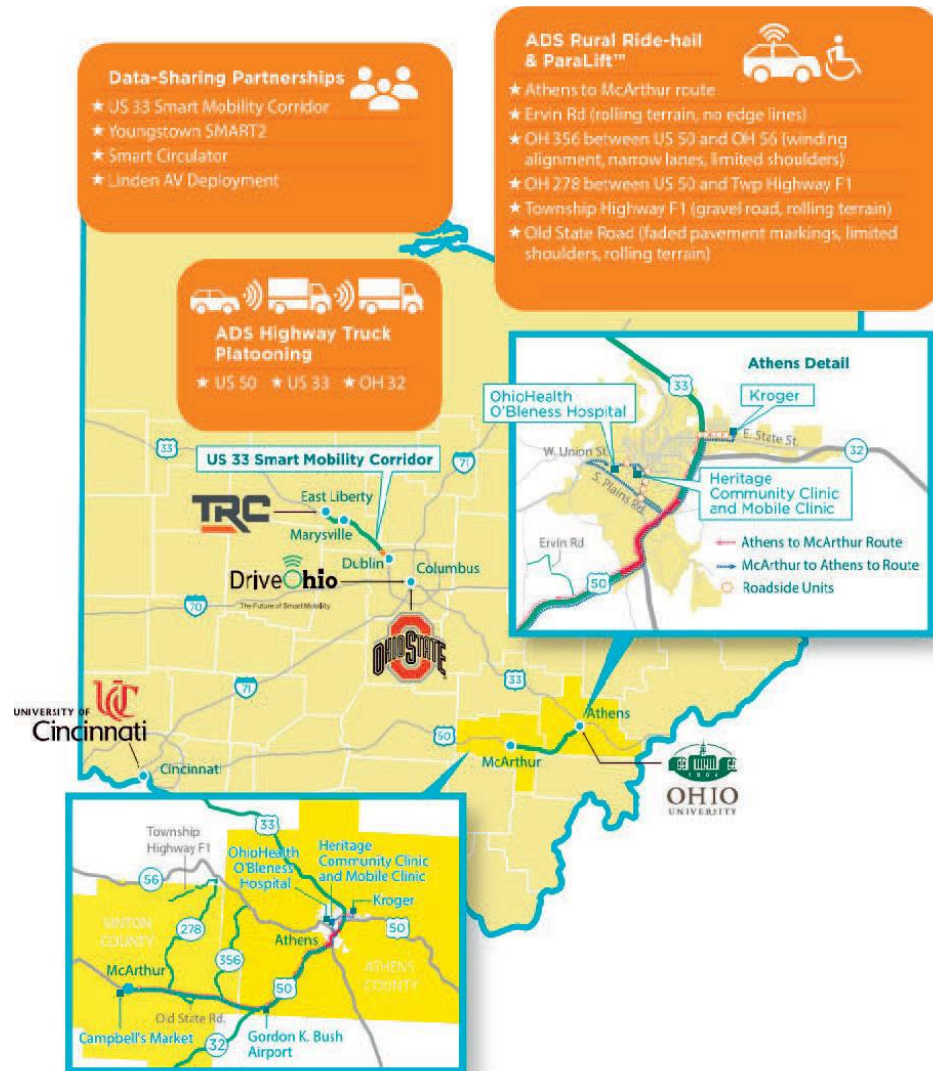 Data-Sharing Partnerships
★ US 33 Smart Mobility Corridor
★ Youngstown SMART2
★ Smart Circulator
★ Linden AV Deployment
ADS Rural Ride-hail
& ParaLift™
★ Athens to McArthur route
★ Ervin Rd (rolling terrain, no edge lines)
★ OH 356 between US 50 and OH 56 (winding
alignment, narrow lanes, limited shoulders)
★ OH 278 between US 50 and Twp Highway F1
★ Township Highway F1 (gravel road, rolling terrain)
★ Old State Road (faded pavement markings, limited
shoulders, rolling terrain)
ADS Highway Truck
Platooning
★ US 50 ★ US 33 ★ OH 32
Athens Detail
33
OhioHealth
O'Bleness Hospital
Kroger
E. State St.
32
W. Union St.
S. Plains Rd.
Heritage
Community Clinic
and Mobile Clinic
Ervin Rd
50
Athens to McArthur Route
McArthur to Athens to Route
Roadside Units
33
US 33 Smart Mobility Corridor
71
TRC
East Liberty
Marysville
Dublin
DriveOhio
The Future of Smart Mobility
Columbus
70
OHIO STATE
71
33
UNIVERSITY OF
UC
Cincinnati
50
Athens
McArthur
Cincinnati
1804
OHIO
UNIVERSITY
Township
Highway F1
33
OhioHealth
O'Bleness
Hospital
Heritage
Community Clinic
and Mobile Clinic
Kroger
56
278
VINTON
COUNTY
356
Athens
50
McArthur
50
ATHENS
COUNTY
Old State Rd.
Campbell's Market
32
Gordon K. Bush
Airport